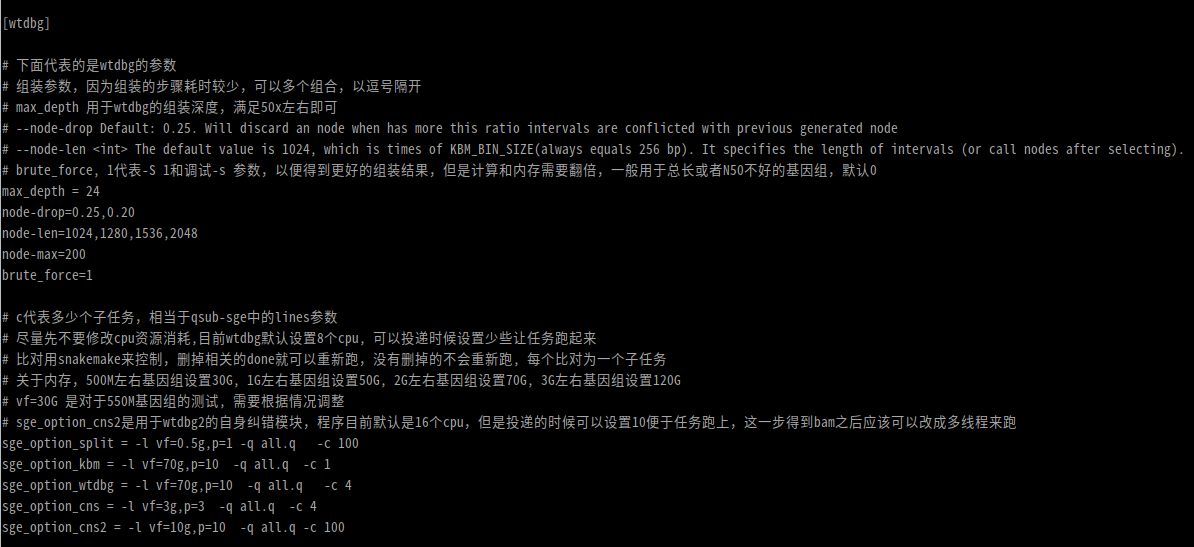 [wtdbg]
# 下面代表的是wtdbg的参数
# 组装参数，因为组装的步骤耗时较少，可以多个组合，以逗号隔开
# max_depth 用于wtdbg的组装深度，满足50x左右即可
# --node-drop Default: 0.25. Will discard an node when has more this ratio intervals are conflicted with previous generated node
# --node-len <int> The default value is 1024, which is times of KBM_BIN_SIZE(always equals 256 bp). It specifies the length of intervals (or call nodes after selecting).
# brute_force, 1代表-S 1和调试-s 参数，以便得到更好的组装结果，但是计算和内存需要翻倍，一般用于总长或者N50不好的基因组，默认0
max_depth = 24
node-drop=0.25,0.20
node-len=1024,1280,1536,2048
node-max=200
brute_force=1
# c代表多少个子任务，相当于qsub-sge中的lines参数
# 尽量先不要修改cpu资源消耗,目前wtdbg默认设置8个cpu，可以投递时候设置少些让任务跑起来
# 比对用snakemake来控制，删掉相关的done就可以重新跑，没有删掉的不会重新跑，每个比对为一个子任务
# 关于内存，500M左右基因组设置30G, 1G左右基因组设置50G, 2G左右基因组设置70G, 3G左右基因组设置120G
# vf=30G 是对于550M基因组的测试, 需要根据情况调整
# sge_option_cns2是用于wtdbg2的自身纠错模块，程序目前默认是16个cpu，但是投递的时候可以设置10便于任务跑上，这一步得到bam之后应该可以改成多线程来跑
sge_option_split = -l vf=0.5g,p=1 -q all.q   -c 100
sge_option_kbm = -l vf=70g,p=10  -q all.q  -c 1
sge_option_wtdbg = -l vf=70g,p=10  -q all.q   -c 4
sge_option_cns = -l vf=3g,p=3  -q all.q  -c 4
sge_option_cns2 = -l vf=10g,p=10  -q all.q -c 100